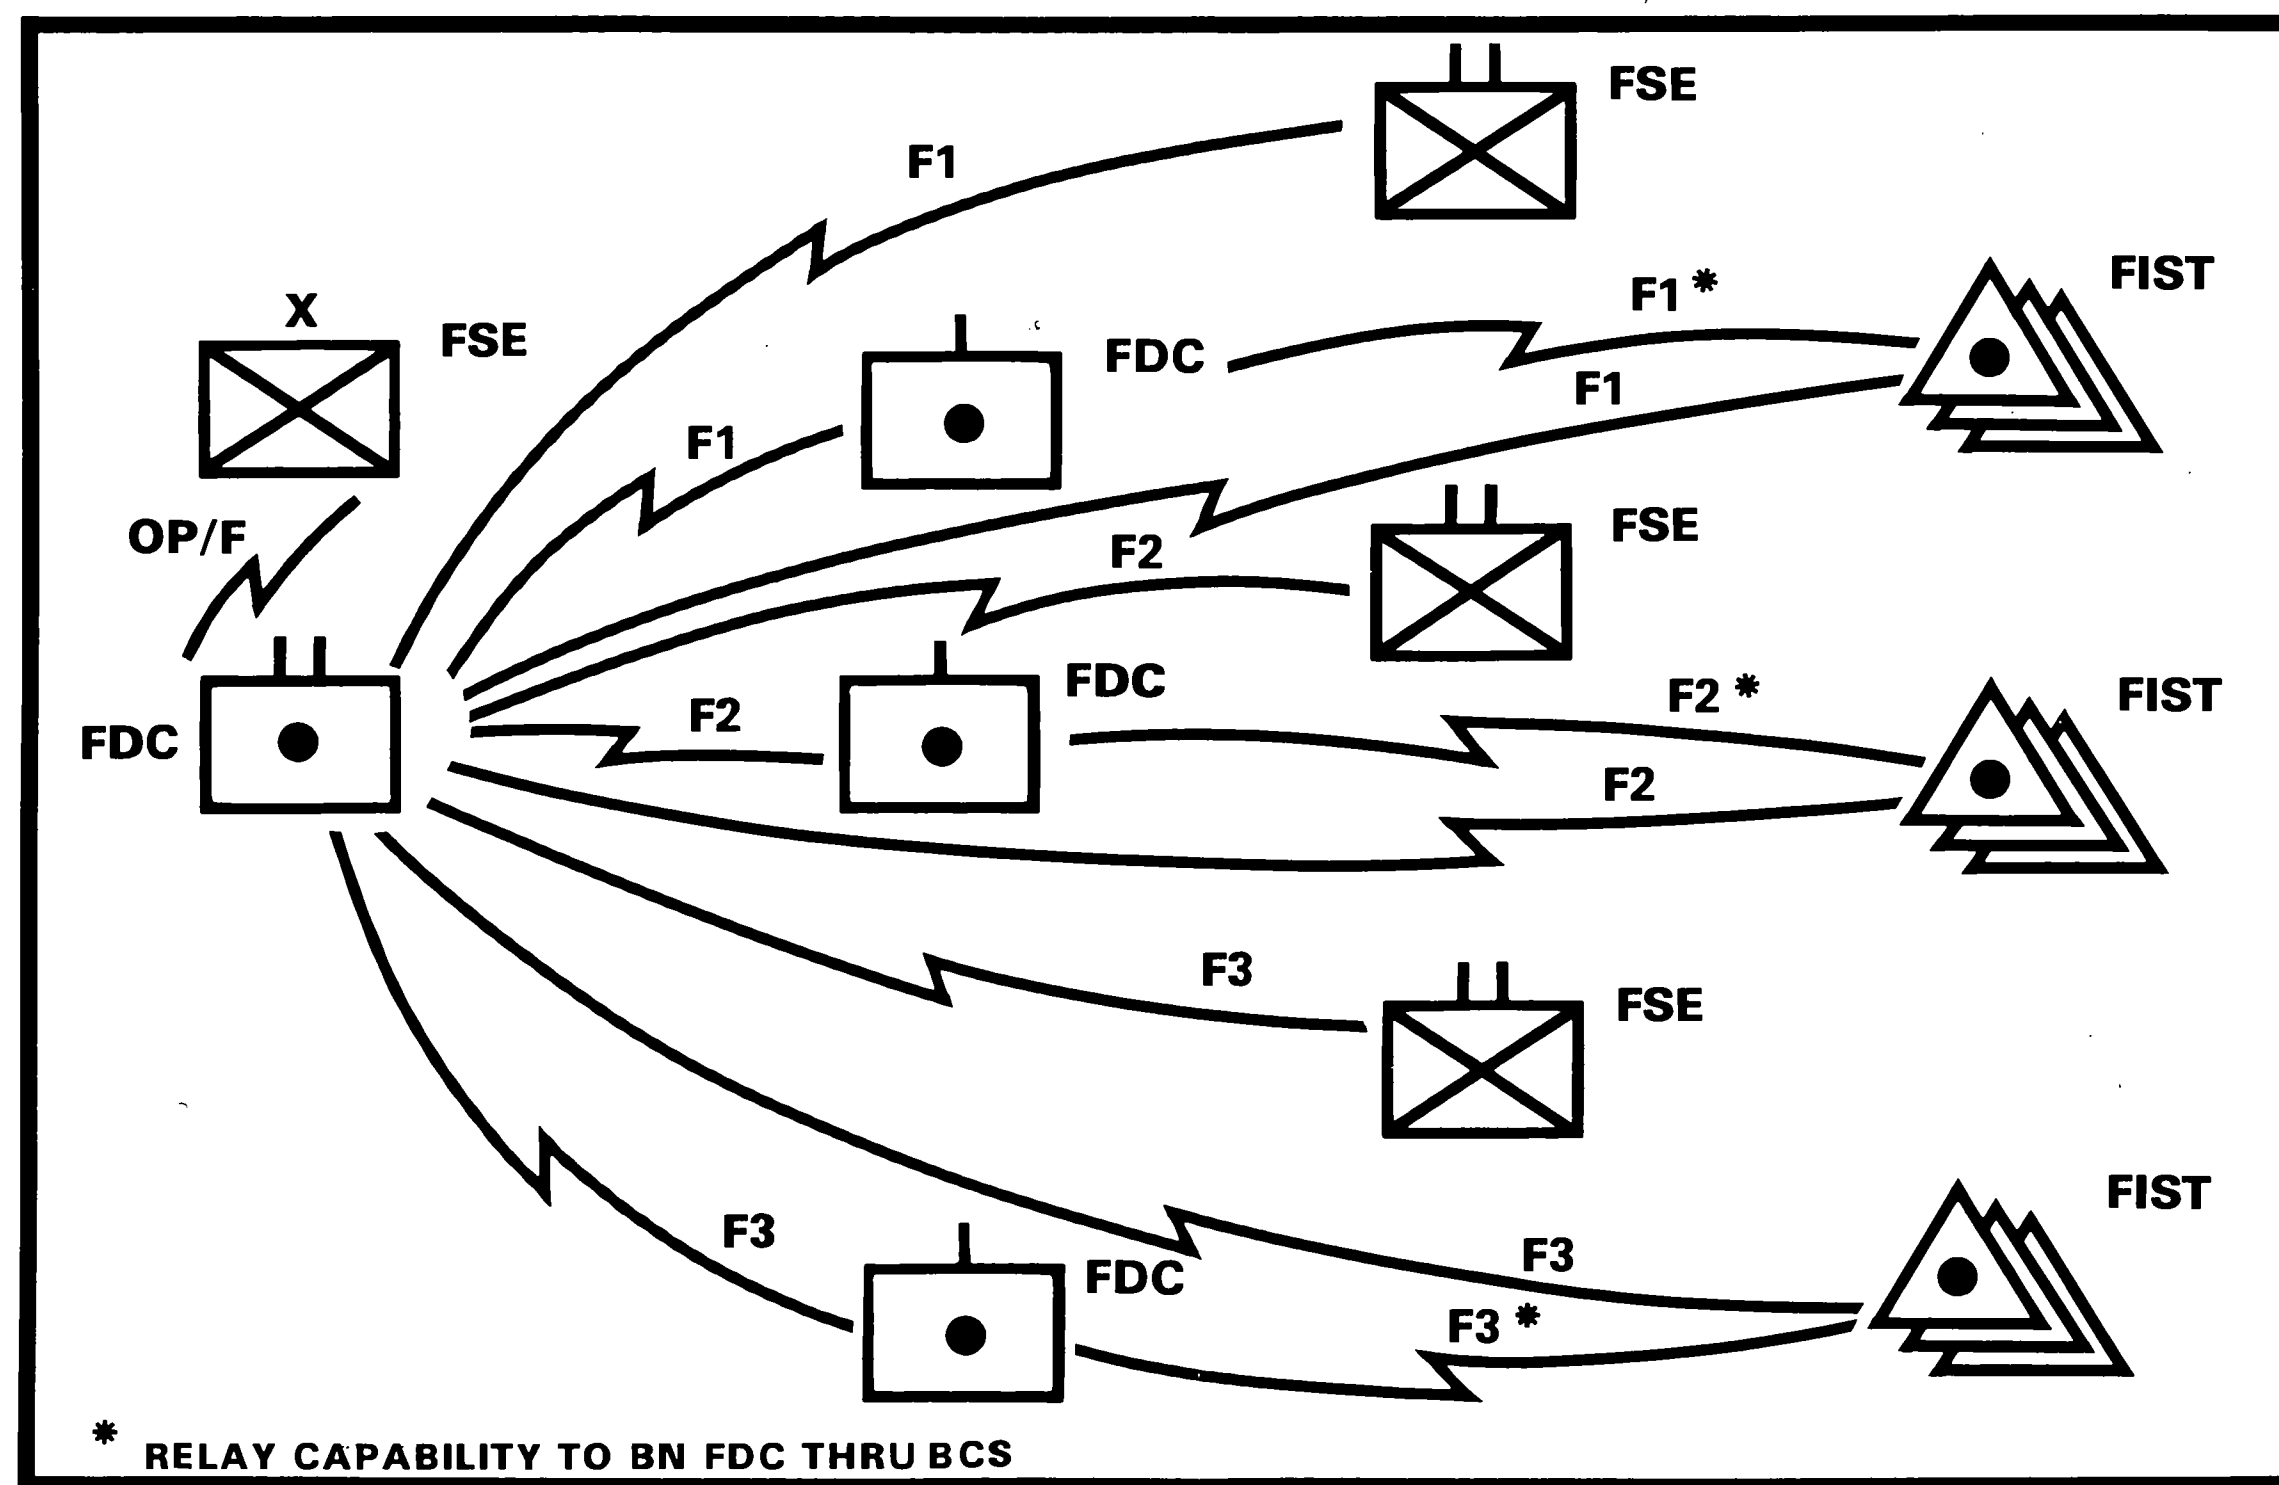 FSE
F1
FIST
F1 *
X
FSE
FDC
F1
F1
OP/F
F2
FSE
FDC
F2
F2 *
FIST
FDC
F2
F3
FSE
FIST
F3
F3
FDC
F3 *
* RELAY CAPABILITY TO BN FDC THRU BCS